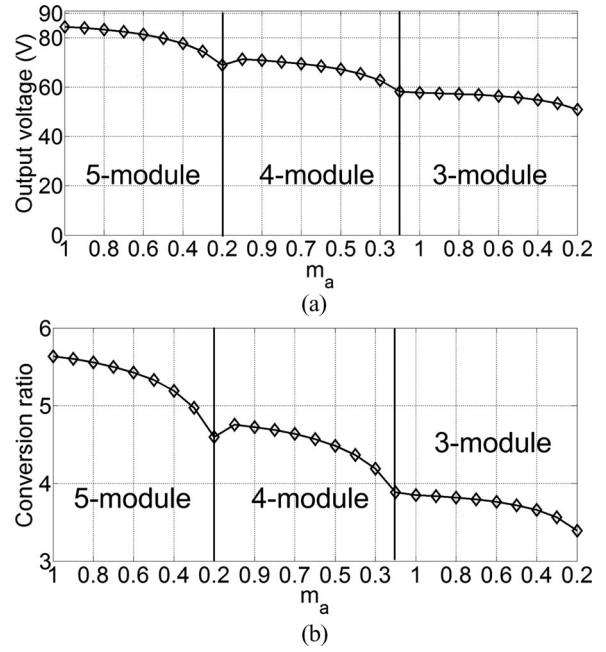 Output voltage (V)
90
80
60
40
20
0
5-module 4-module 3-module
1 0.8 0.6 0.4 0.2 0.9 0.7 0.5 0.3 1 0.8 0.6 0.4 0.2
m_a
(a)
Conversion ratio
6
5
4
3
3-module
5-module 4-module
1 0.8 0.6 0.4 0.2 0.9 0.7 0.5 0.3 1 0.8 0.6 0.4 0.2
m_a
(b)